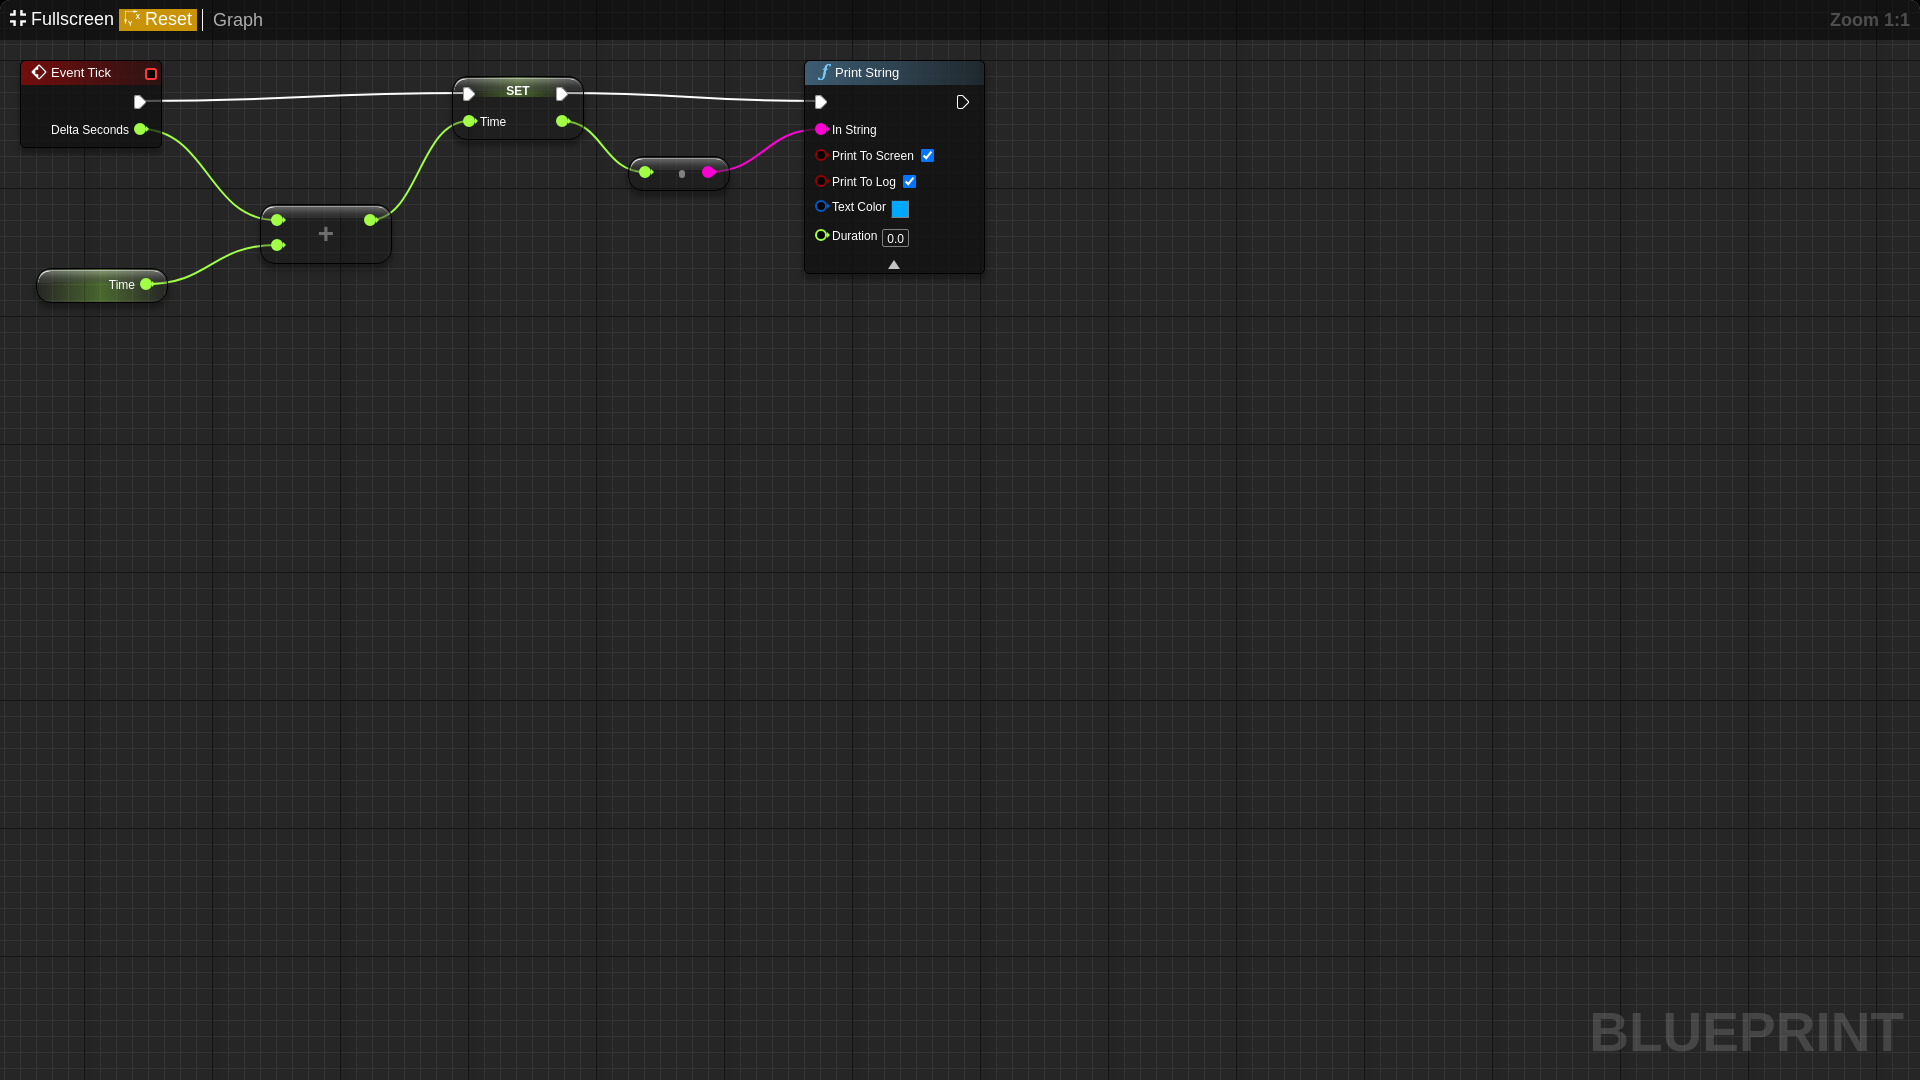 Fullscreen Reset Graph Zoom 1:1
Event Tick
Delta Seconds
SET
Time
+
Time
Print String
In String
Print To Screen
Print To Log
Text Color
Duration 0.0
BLUEPRINT